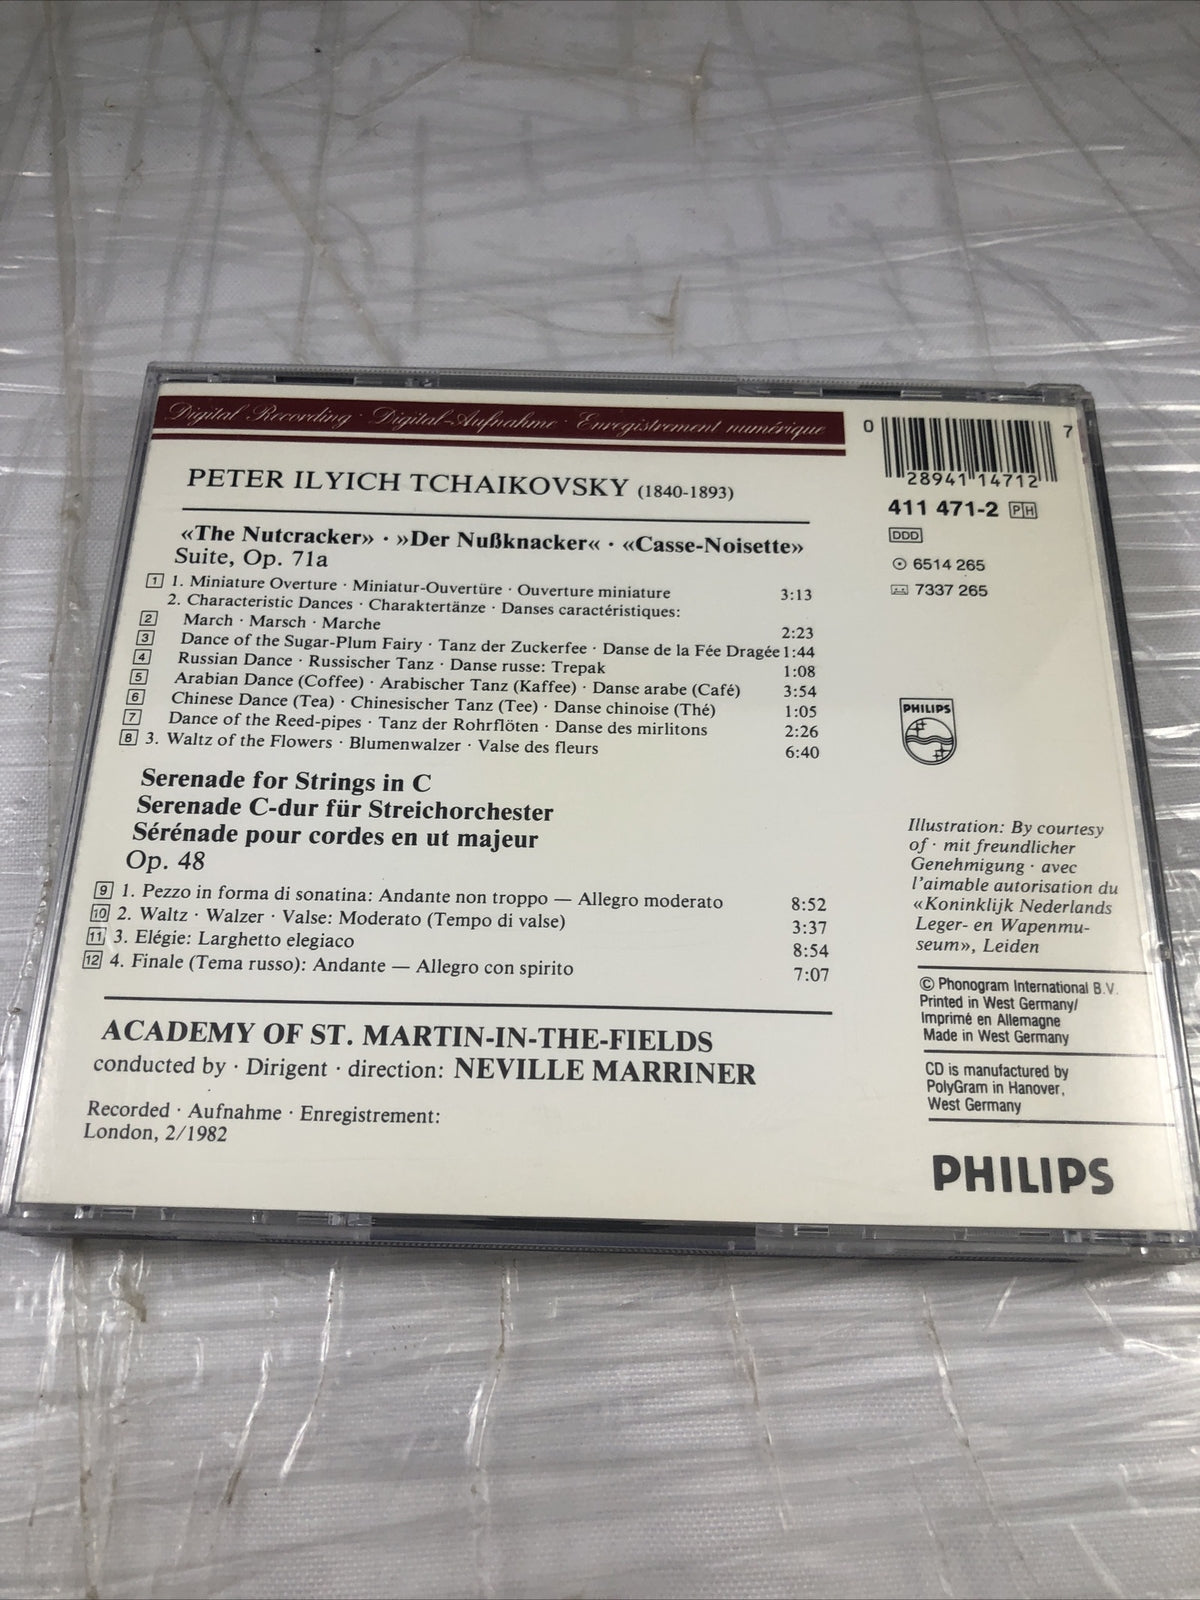 Digital Recording · Digital-Aufnahme · Enregistrement numérique
PETER ILYICH TCHAIKOVSKY (1840-1893)
«The Nutcracker» · »Der Nußknacker« · «Casse-Noisette»
Suite, Op. 71a
1 1. Miniature Overture · Miniatur-Ouvertüre · Ouverture miniature 3:13
2. Characteristic Dances · Charaktertänze · Danses caractéristiques:
2 March · Marsch · Marche 2:23
3 Dance of the Sugar-Plum Fairy · Tanz der Zuckerfee · Danse de la Fée Dragée 1:44
4 Russian Dance · Russischer Tanz · Danse russe: Trepak 1:08
5 Arabian Dance (Coffee) · Arabischer Tanz (Kaffee) · Danse arabe (Café) 3:54
6 Chinese Dance (Tea) · Chinesischer Tanz (Tee) · Danse chinoise (Thé) 1:05
7 Dance of the Reed-pipes · Tanz der Rohrflöten · Danse des mirlitons 2:26
8 3. Waltz of the Flowers · Blumenwalzer · Valse des fleurs 6:40
Serenade for Strings in C
Serenade C-dur für Streichorchester
Sérénade pour cordes en ut majeur
Op. 48
9 1. Pezzo in forma di sonatina: Andante non troppo — Allegro moderato 8:52
10 2. Waltz · Walzer · Valse: Moderato (Tempo di valse) 3:37
11 3. Elégie: Larghetto elegiaco 8:54
12 4. Finale (Tema russo): Andante — Allegro con spirito 7:07
ACADEMY OF ST. MARTIN-IN-THE-FIELDS
conducted by · Dirigent · direction: NEVILLE MARRINER
Recorded · Aufnahme · Enregistrement:
London, 2/1982
0 28941 14712 7
411 471-2 PH
DDD
6514 265
7337 265
PHILIPS
Illustration: By courtesy
of · mit freundlicher
Genehmigung · avec
l'aimable autorisation du
«Koninklijk Nederlands
Leger- en Wapenmu-
seum», Leiden
© Phonogram International B.V.
Printed in West Germany/
Imprimé en Allemagne
Made in West Germany
CD is manufactured by
PolyGram in Hanover,
West Germany
PHILIPS